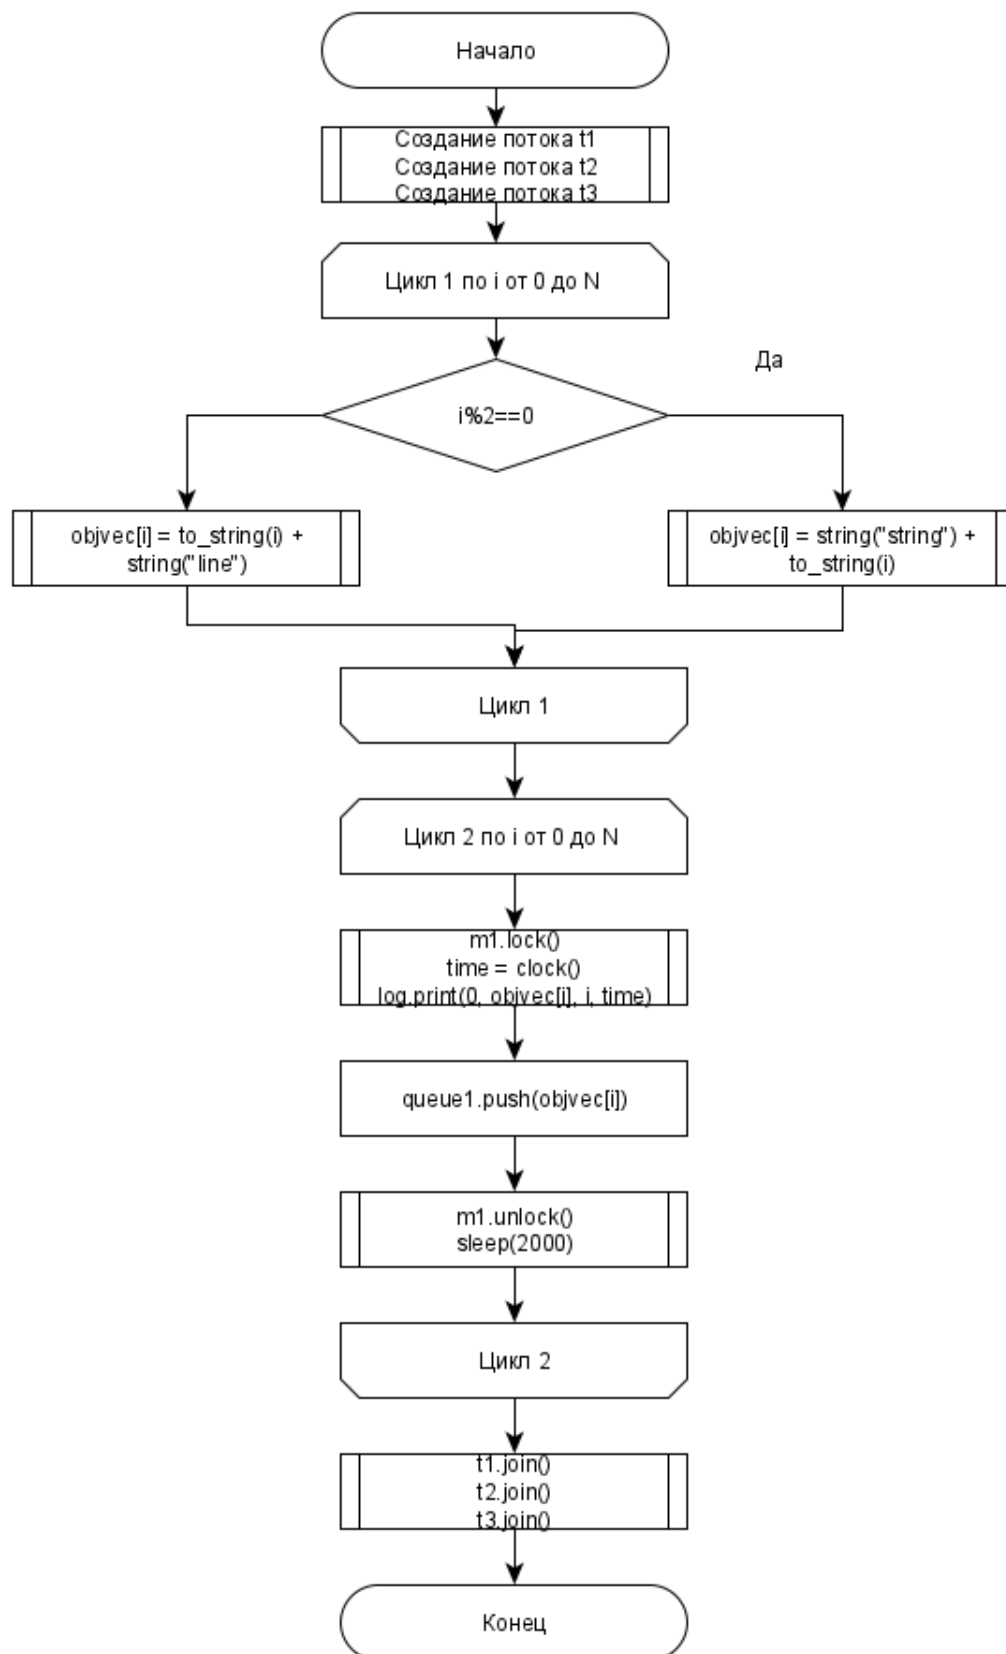 Начало
Создание потока t1
Создание потока t2
Создание потока t3
Цикл 1 по i от 0 до N
Да
i%2==0
objvec[i] = to_string(i) +
string("line")
objvec[i] = string("string") +
to_string(i)
Цикл 1
Цикл 2 по i от 0 до N
m1.lock()
time = clock()
log.print(0, objvec[i], i, time)
queue1.push(objvec[i])
m1.unlock()
sleep(2000)
Цикл 2
t1.join()
t2.join()
t3.join()
Конец